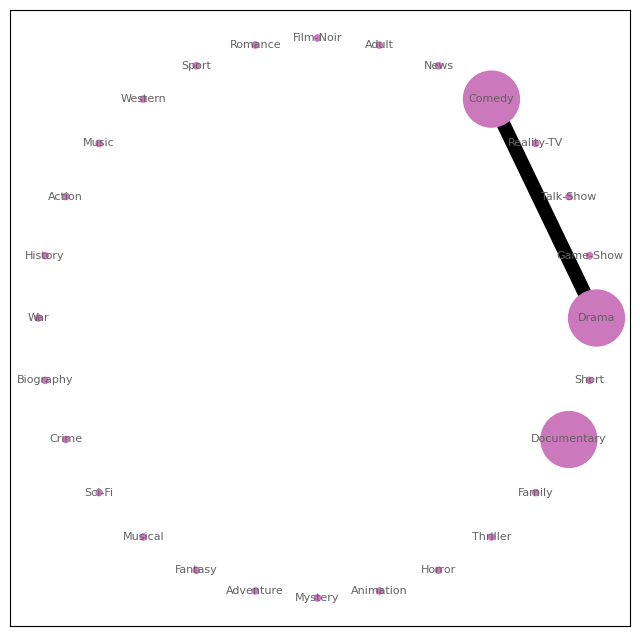 Film-Noir
Romance
Adult
Sport
News
Western
Comedy
Music
Reality-TV
Action
Talk-Show
History
Game-Show
War
Drama
Biography
Short
Crime
Documentary
Sci-Fi
Family
Musical
Thriller
Fantasy
Horror
Adventure
Animation
Mystery